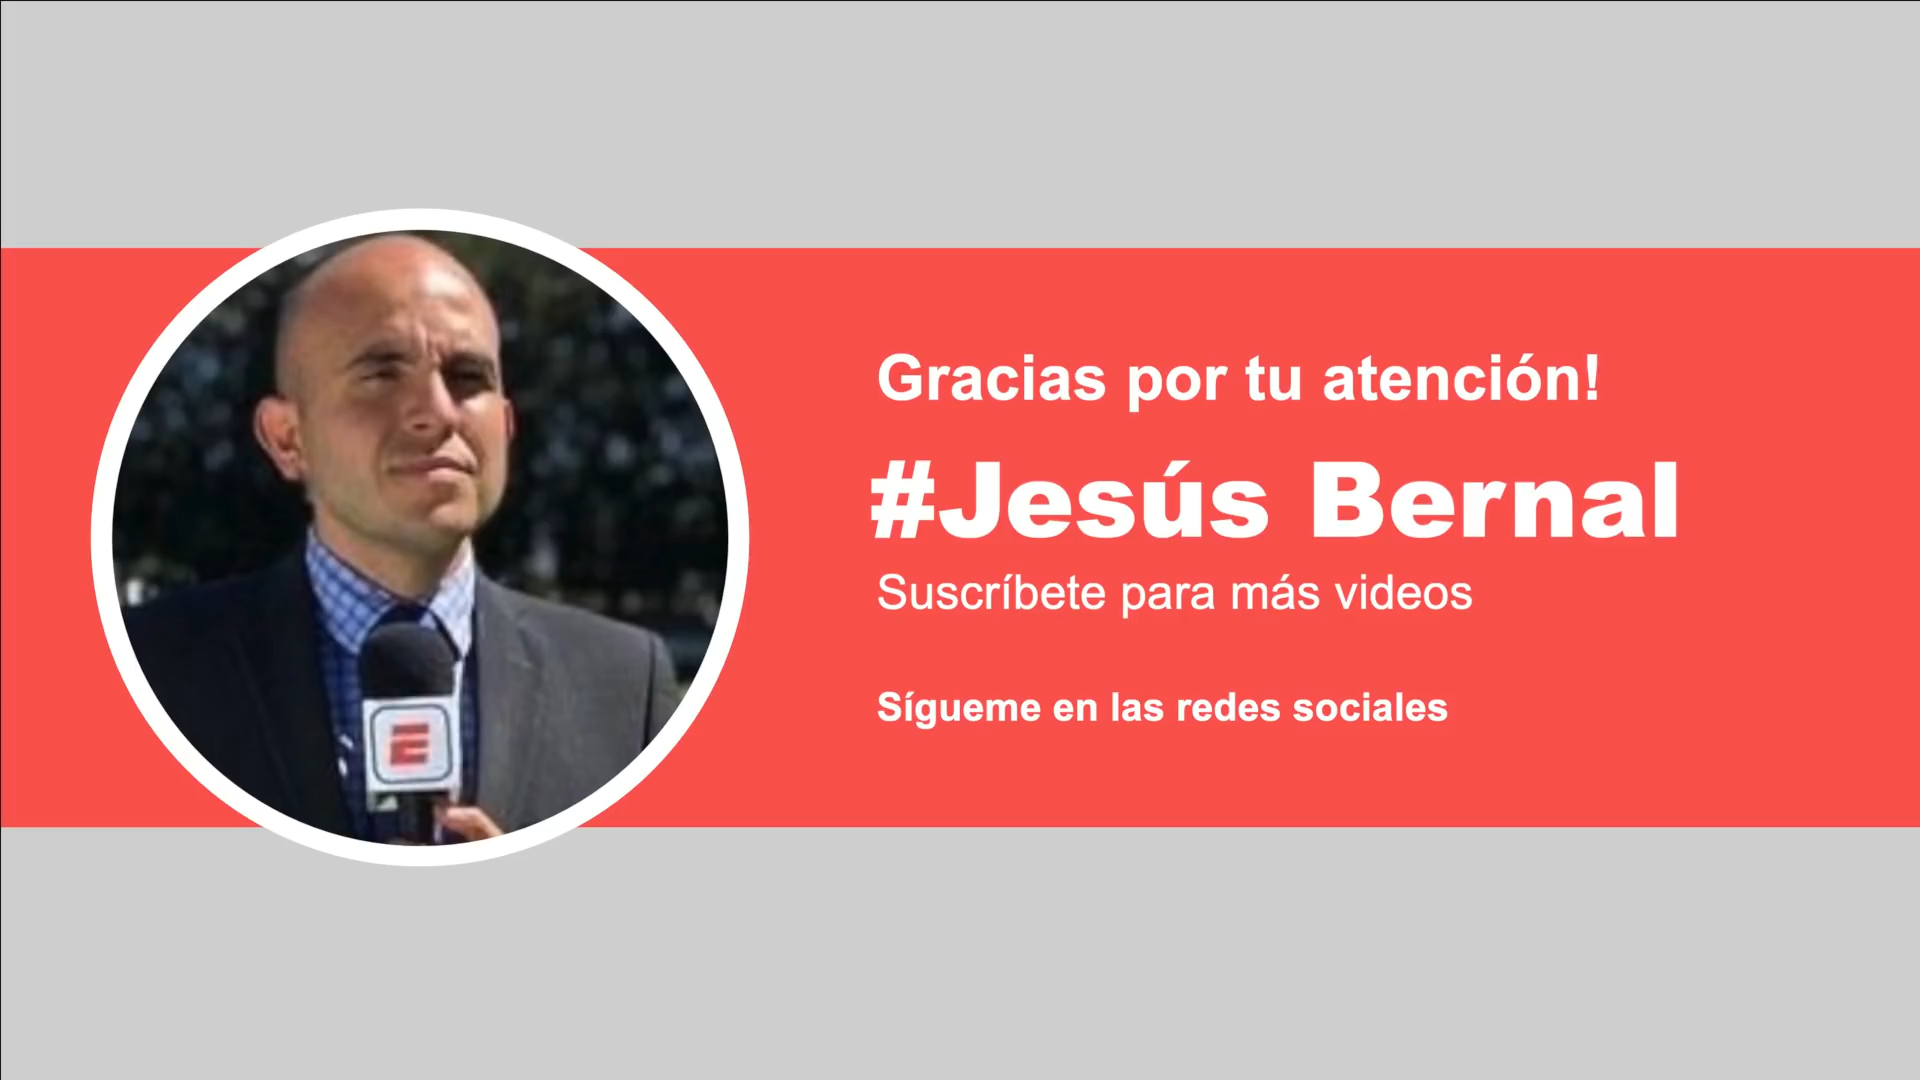 Gracias por tu atención!
#Jesús Bernal
Suscríbete para más videos
Sígueme en las redes sociales
E